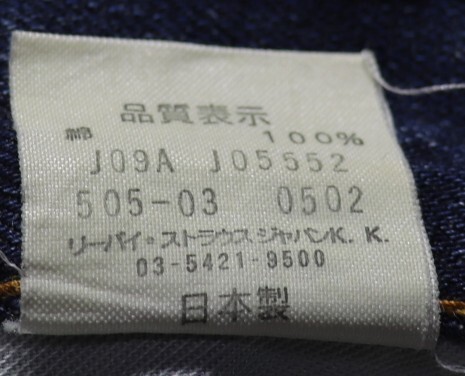 品質表示
綿 100%
J09A J05552
505-03 0502
リーバイ・ストラウスジャパンK.K.
03-5421-9500
日本製